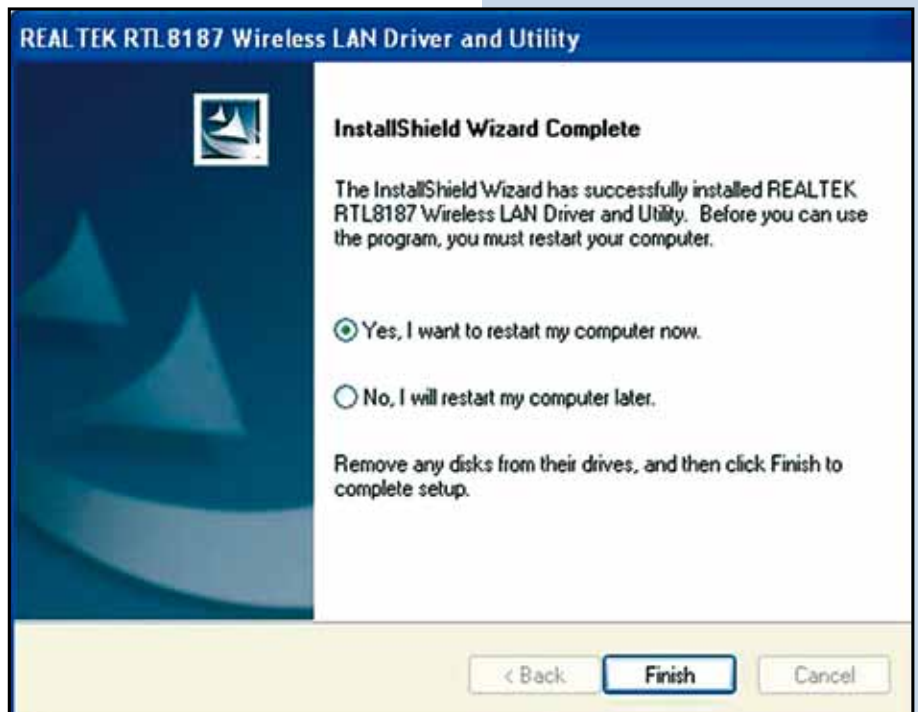 REALTEK RTL8187 Wireless LAN Driver and Utility
InstallShield Wizard Complete
The InstallShield Wizard has successfully installed REALTEK
RTL8187 Wireless LAN Driver and Utility. Before you can use
the program, you must restart your computer.
Yes, I want to restart my computer now.
No, I will restart my computer later.
Remove any disks from their drives, and then click Finish to
complete setup.
< Back
Finish
Cancel